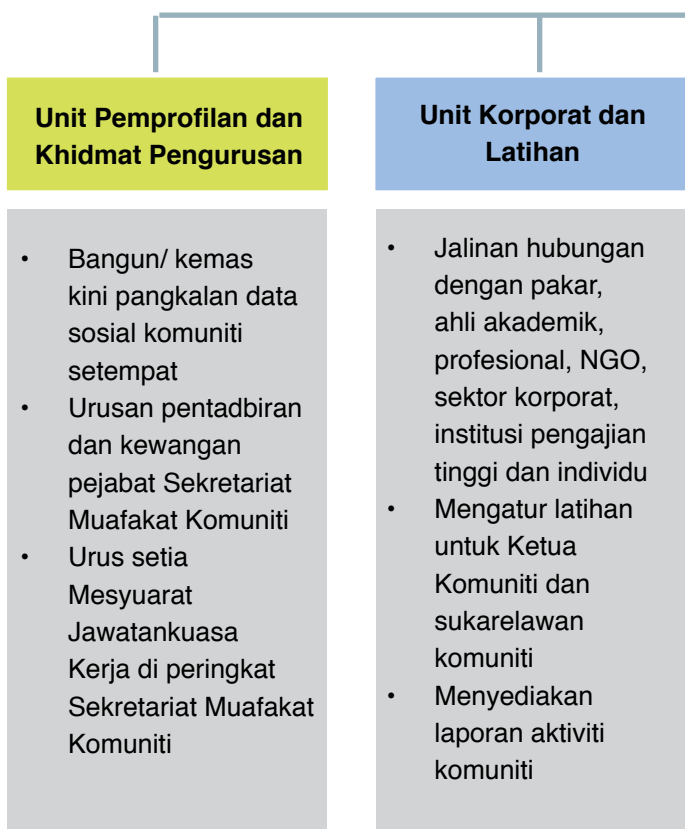 Unit Pemprofilan dan
Khidmat Pengurusan
• Bangun/ kemas
kini pangkalan data
sosial komuniti
setempat
• Urusan pentadbiran
dan kewangan
pejabat Sekretariat
Muafakat Komuniti
• Urus setia
Mesyuarat
Jawatankuasa
Kerja di peringkat
Sekretariat Muafakat
Komuniti
Unit Korporat dan
Latihan
• Jalinan hubungan
dengan pakar,
ahli akademik,
profesional, NGO,
sektor korporat,
institusi pengajian
tinggi dan individu
• Mengatur latihan
untuk Ketua
Komuniti dan
sukarelawan
komuniti
• Menyediakan
laporan aktiviti
komuniti